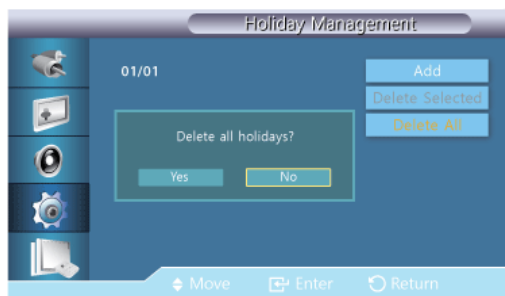 Holiday Management
01/01
Add
Delete Selected
Delete All
Delete all holidays?
Yes
No
Move
Enter
Return